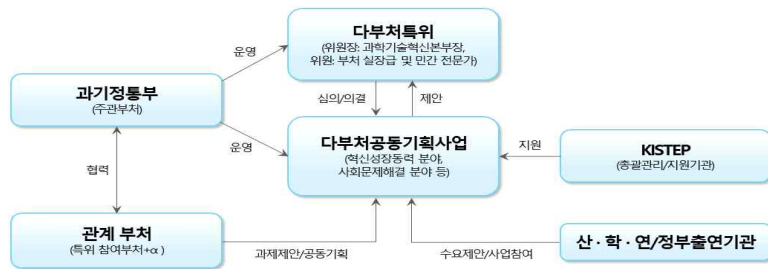 다부처특위
(위원장: 과학기술혁신본부장,
위원: 부처 실장급 및 민간 전문가)
운영
과기정통부
(주관부처)
심의/의결
제안
운영
다부처공동기획사업
(혁신성장동력 분야,
사회문제해결 분야 등)
지원
KISTEP
(총괄관리/지원기관)
협력
관계 부처
(특위 참여부처+α )
과제제안/공동기획
수요제안/사업참여
산 · 학 · 연/정부출연기관